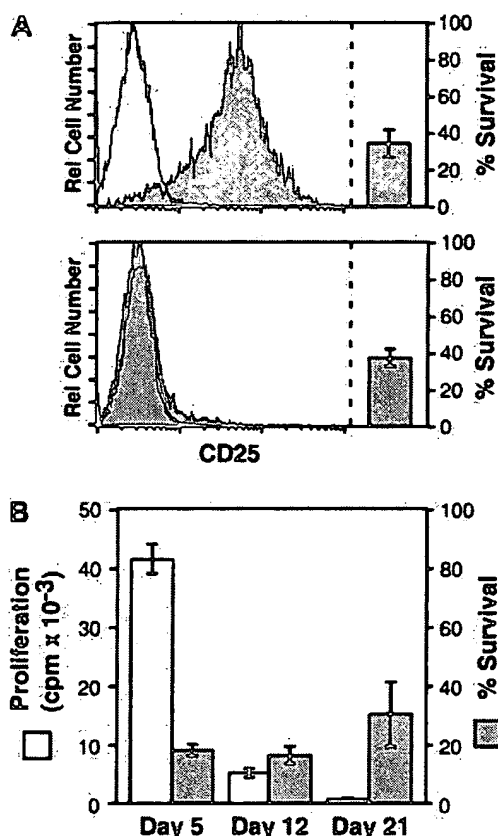 A
Rel Cell Number
100
80
60
40
20
0
% Survival
Rel Cell Number
100
80
60
40
20
0
% Survival
CD25
B
Proliferation
(cpm x 10-3)
50
40
30
20
10
0
100
80
60
40
20
0
% Survival
Day 5 Day 12 Day 21